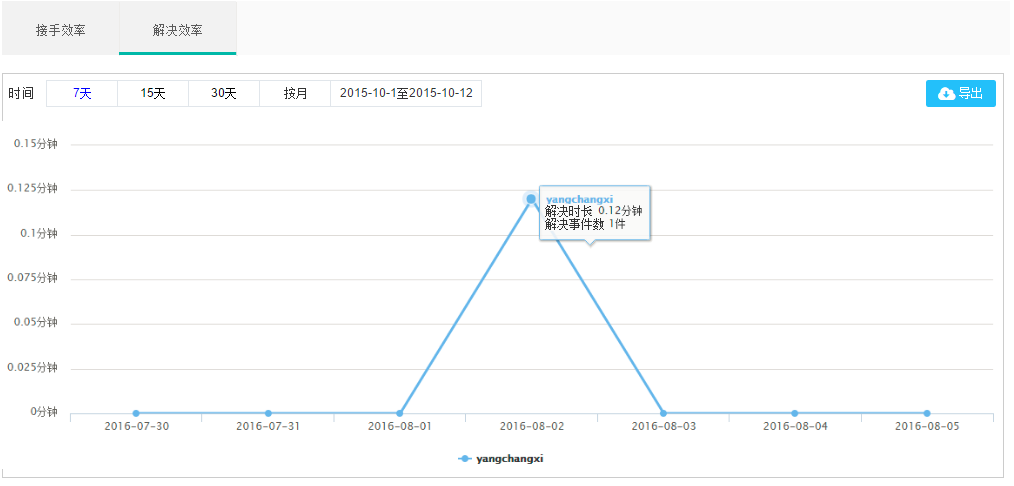 接手效率 解决效率
时间 7天 15天 30天 按月 2015-10-1至2015-10-12 导出
0.15分钟
0.125分钟
0.1分钟
0.075分钟
0.05分钟
0.025分钟
0分钟
yangchangxi
解决时长 0.12分钟
解决事件数 1件
2016-07-30 2016-07-31 2016-08-01 2016-08-02 2016-08-03 2016-08-04 2016-08-05
yangchangxi